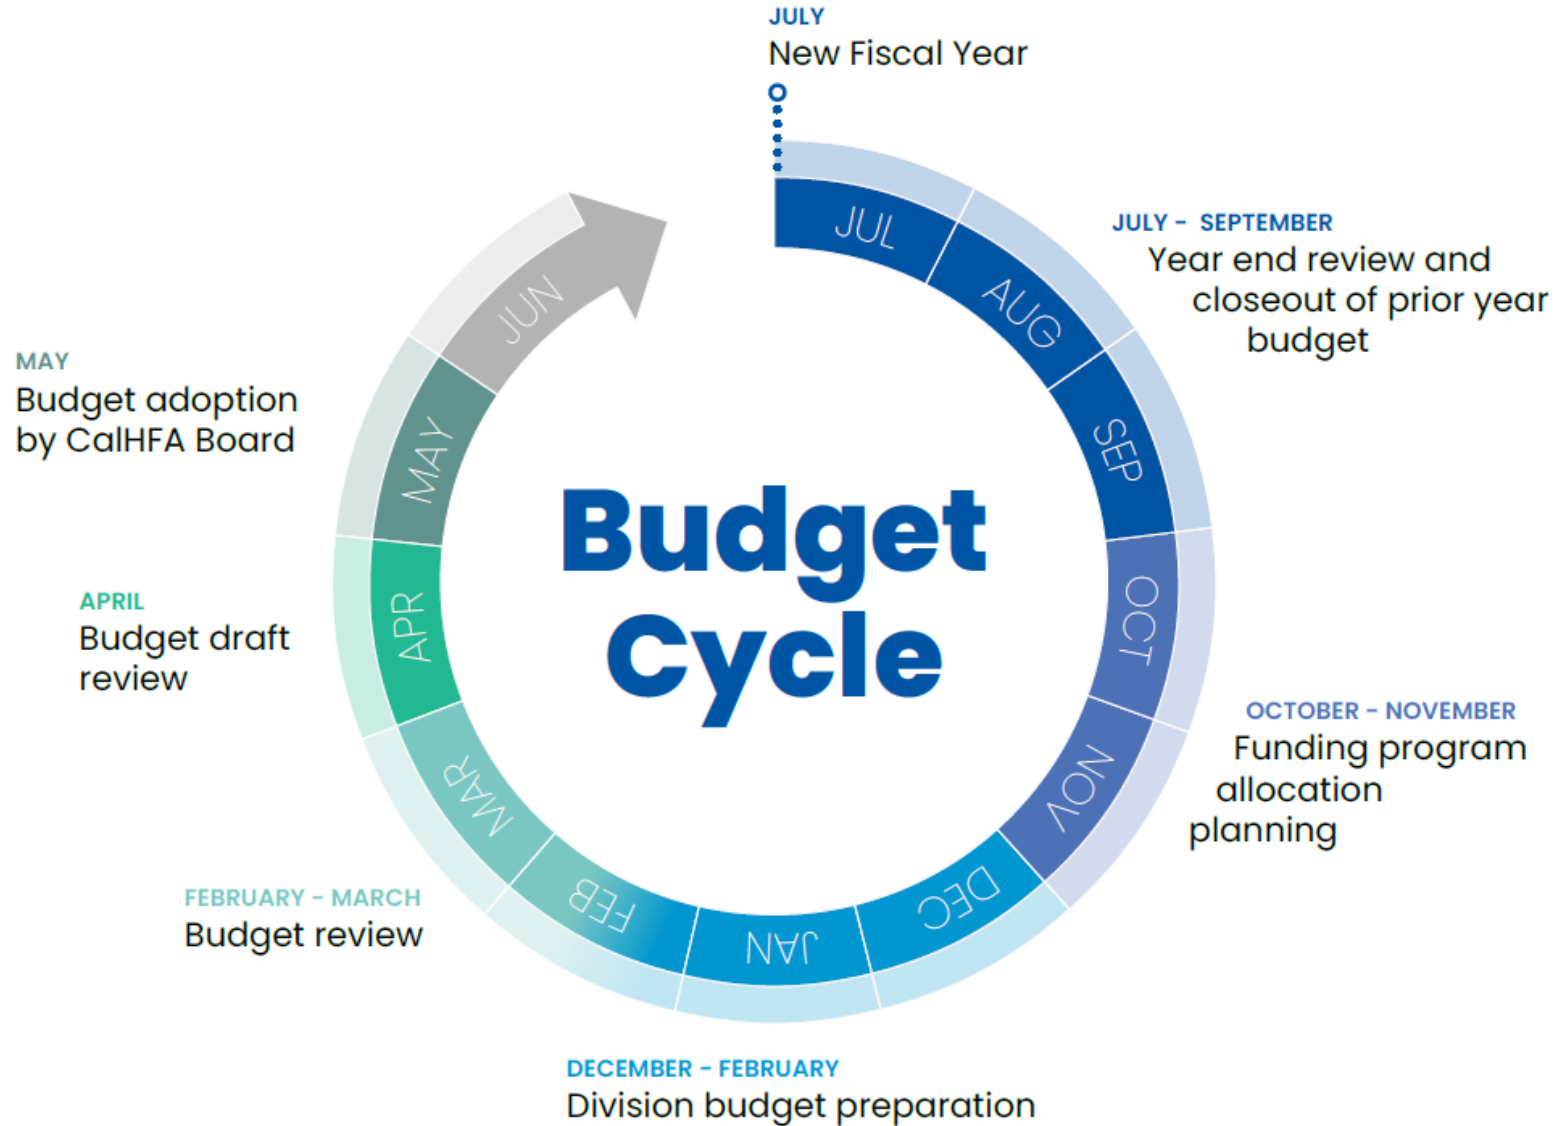 JULY
New Fiscal Year
JUL
AUG
SEP
OCT
NOV
DEC
JAN
FEB
MAR
APR
MAY
JUN
JULY - SEPTEMBER
Year end review and
closeout of prior year
budget
OCTOBER - NOVEMBER
Funding program
allocation
planning
DECEMBER - FEBRUARY
Division budget preparation
FEBRUARY - MARCH
Budget review
APRIL
Budget draft
review
MAY
Budget adoption
by CalHFA Board
Budget
Cycle